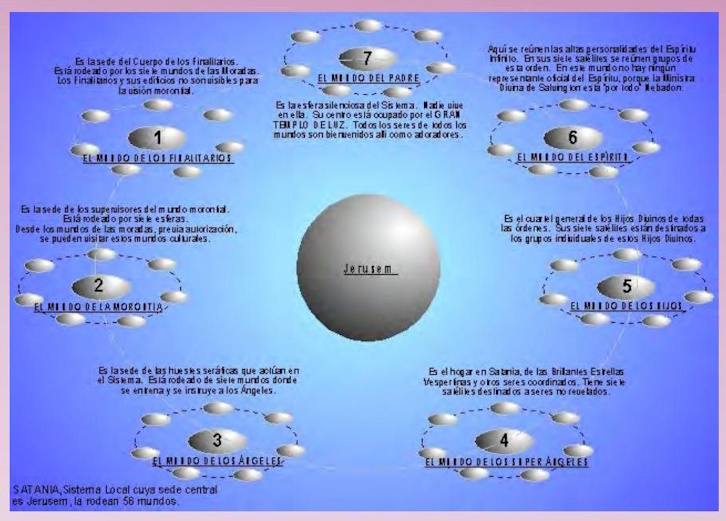 7
EL MUNDO DEL PADRE
Es la esfera silenciosa del Sistema. Nadie vive
en ella. Su centro está ocupado por el GRAN
TEMPLO DE LUZ. Todos los seres de todos los
mundos son bienvenidos allí como adoradores.
Es la sede del Cuerpo de los Finalitarios.
Está rodeado por los siete mundos de las Moradas.
Los Finalitarios y sus edificios no son visibles para
la visión morontial.
1
EL MUNDO DE LOS FINALITARIOS
Aquí se reúnen las altas personalidades del Espíritu
Infinito. En sus siete satélites se reúnen grupos de
esta orden. En este mundo no hay ningún
representante oficial del Espíritu, porque la Ministra
Divina de Salvington está "por todo" Nebadon.
6
EL MUNDO DEL ESPÍRITU
Es la sede de los supervisores del mundo morontial.
Está rodeado por siete esferas.
Desde los mundos de las moradas, previa autorización,
se pueden visitar estos mundos culturales.
2
EL MUNDO DE LA MORONTIA
Jerusem
Es el cuartel general de los Hijos Divinos de todas
las órdenes. Sus siete satélites están destinados a
los grupos individuales de estos Hijos Divinos.
5
EL MUNDO DE LOS HIJOS
Es la sede de las huestes seráficas que actúan en
el Sistema. Está rodeado de siete mundos donde
se entrena y se instruye a los Ángeles.
3
EL MUNDO DE LOS ÁNGELES
Es el hogar en Satania, de las Brillantes Estrellas
Vespertinas y otros seres coordinados. Tiene siete
satélites destinados a seres no revelados.
4
EL MUNDO DE LOS SUPER ÁNGELES
SATANIA, Sistema Local cuya sede central
es Jerusem, la rodean 56 mundos.